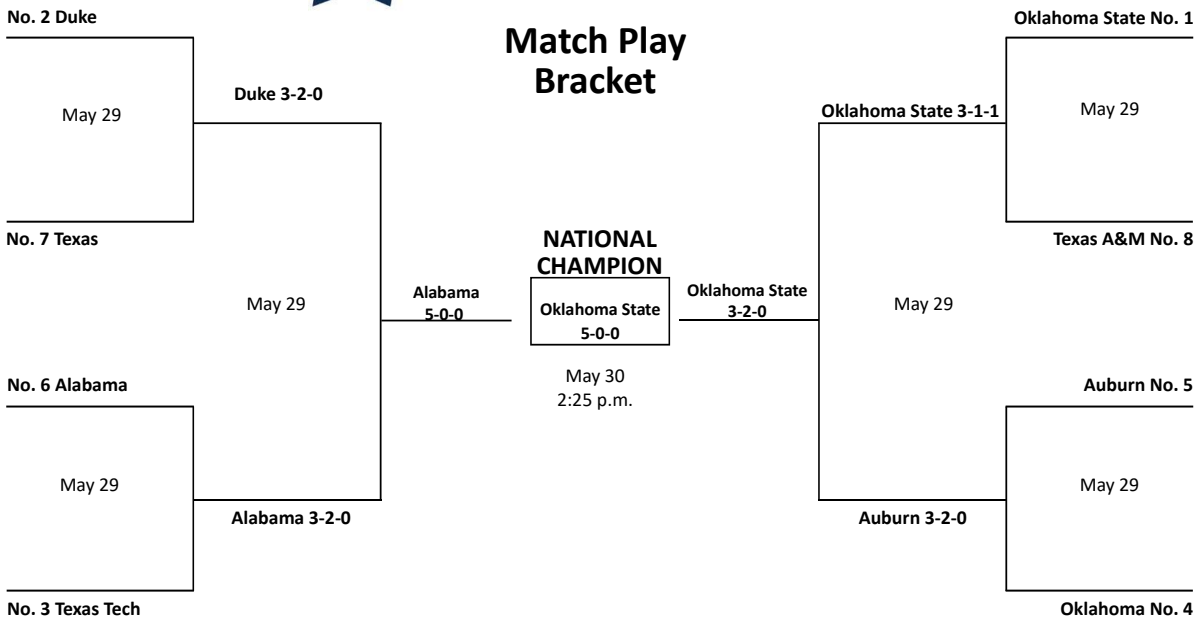 No. 2 Duke
Oklahoma State No. 1
Match Play
Bracket
Duke 3-2-0
May 29
Oklahoma State 3-1-1
May 29
No. 7 Texas
NATIONAL
CHAMPION
Texas A&M No. 8
May 29
Alabama
5-0-0
Oklahoma State
5-0-0
Oklahoma State
3-2-0
May 29
May 30
2:25 p.m.
No. 6 Alabama
Auburn No. 5
May 29
May 29
Alabama 3-2-0
Auburn 3-2-0
No. 3 Texas Tech
Oklahoma No. 4